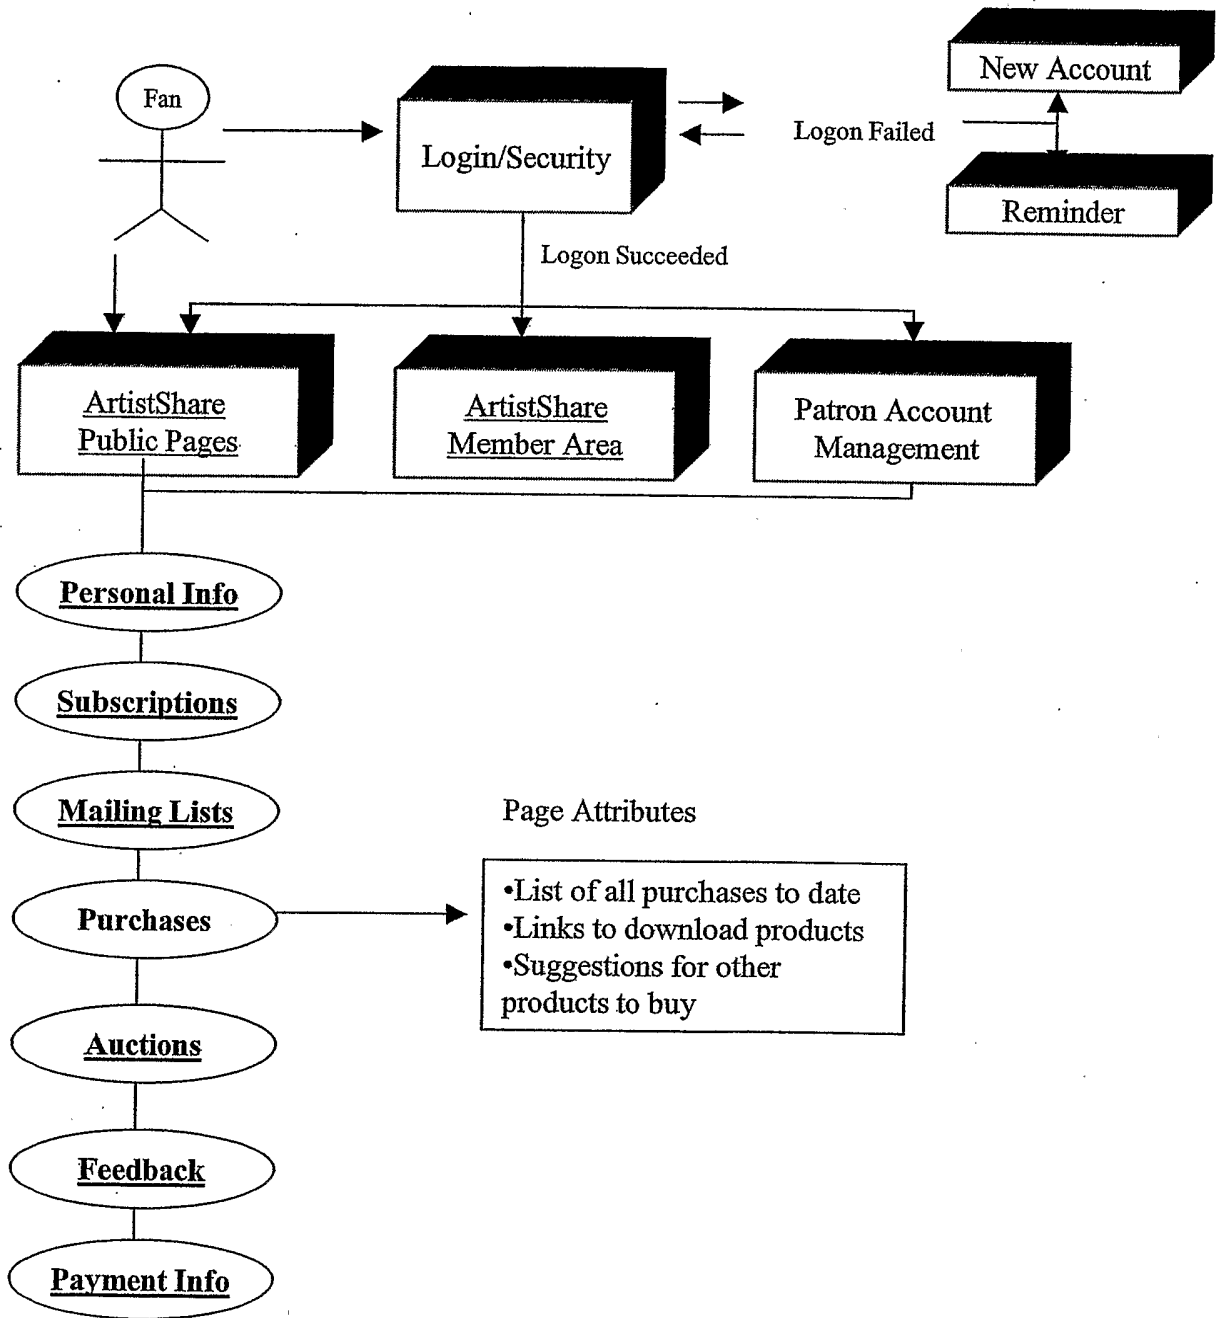 New Account
Fan
Logon Failed
Login/Security
Reminder
Logon Succeeded
ArtistShare
Public Pages
ArtistShare
Member Area
Patron Account
Management
Personal Info
Subscriptions
Mailing Lists
Page Attributes
Purchases
•List of all purchases to date
•Links to download products
•Suggestions for other
products to buy
Auctions
Feedback
Payment Info